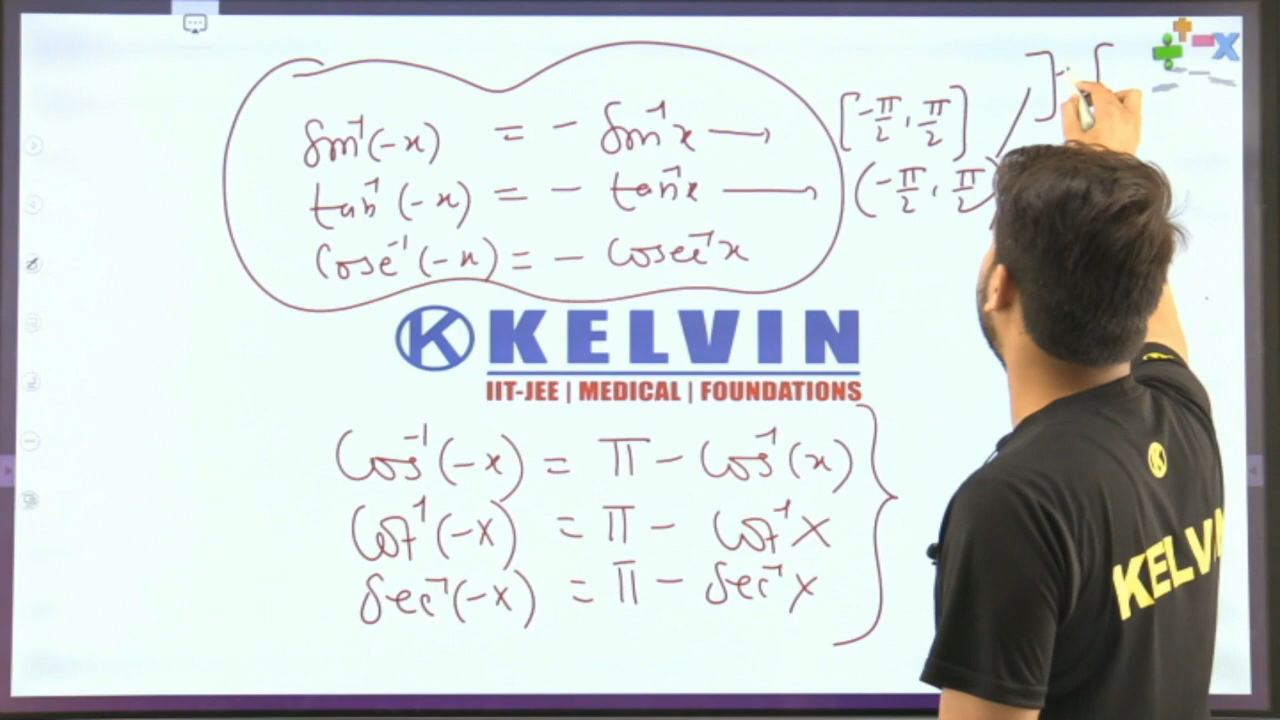 sin⁻¹(-x) = - sin⁻¹x → [-π/2, π/2]
tan⁻¹(-x) = - tan⁻¹x → (-π/2, π/2)
Cosec⁻¹(-x) = - Cosec⁻¹x
KELVIN
IIT-JEE | MEDICAL | FOUNDATIONS
Cos⁻¹(-x) = π - Cos⁻¹(x)
Cot⁻¹(-x) = π - Cot⁻¹x
Sec⁻¹(-x) = π - Sec⁻¹x
KELVIN